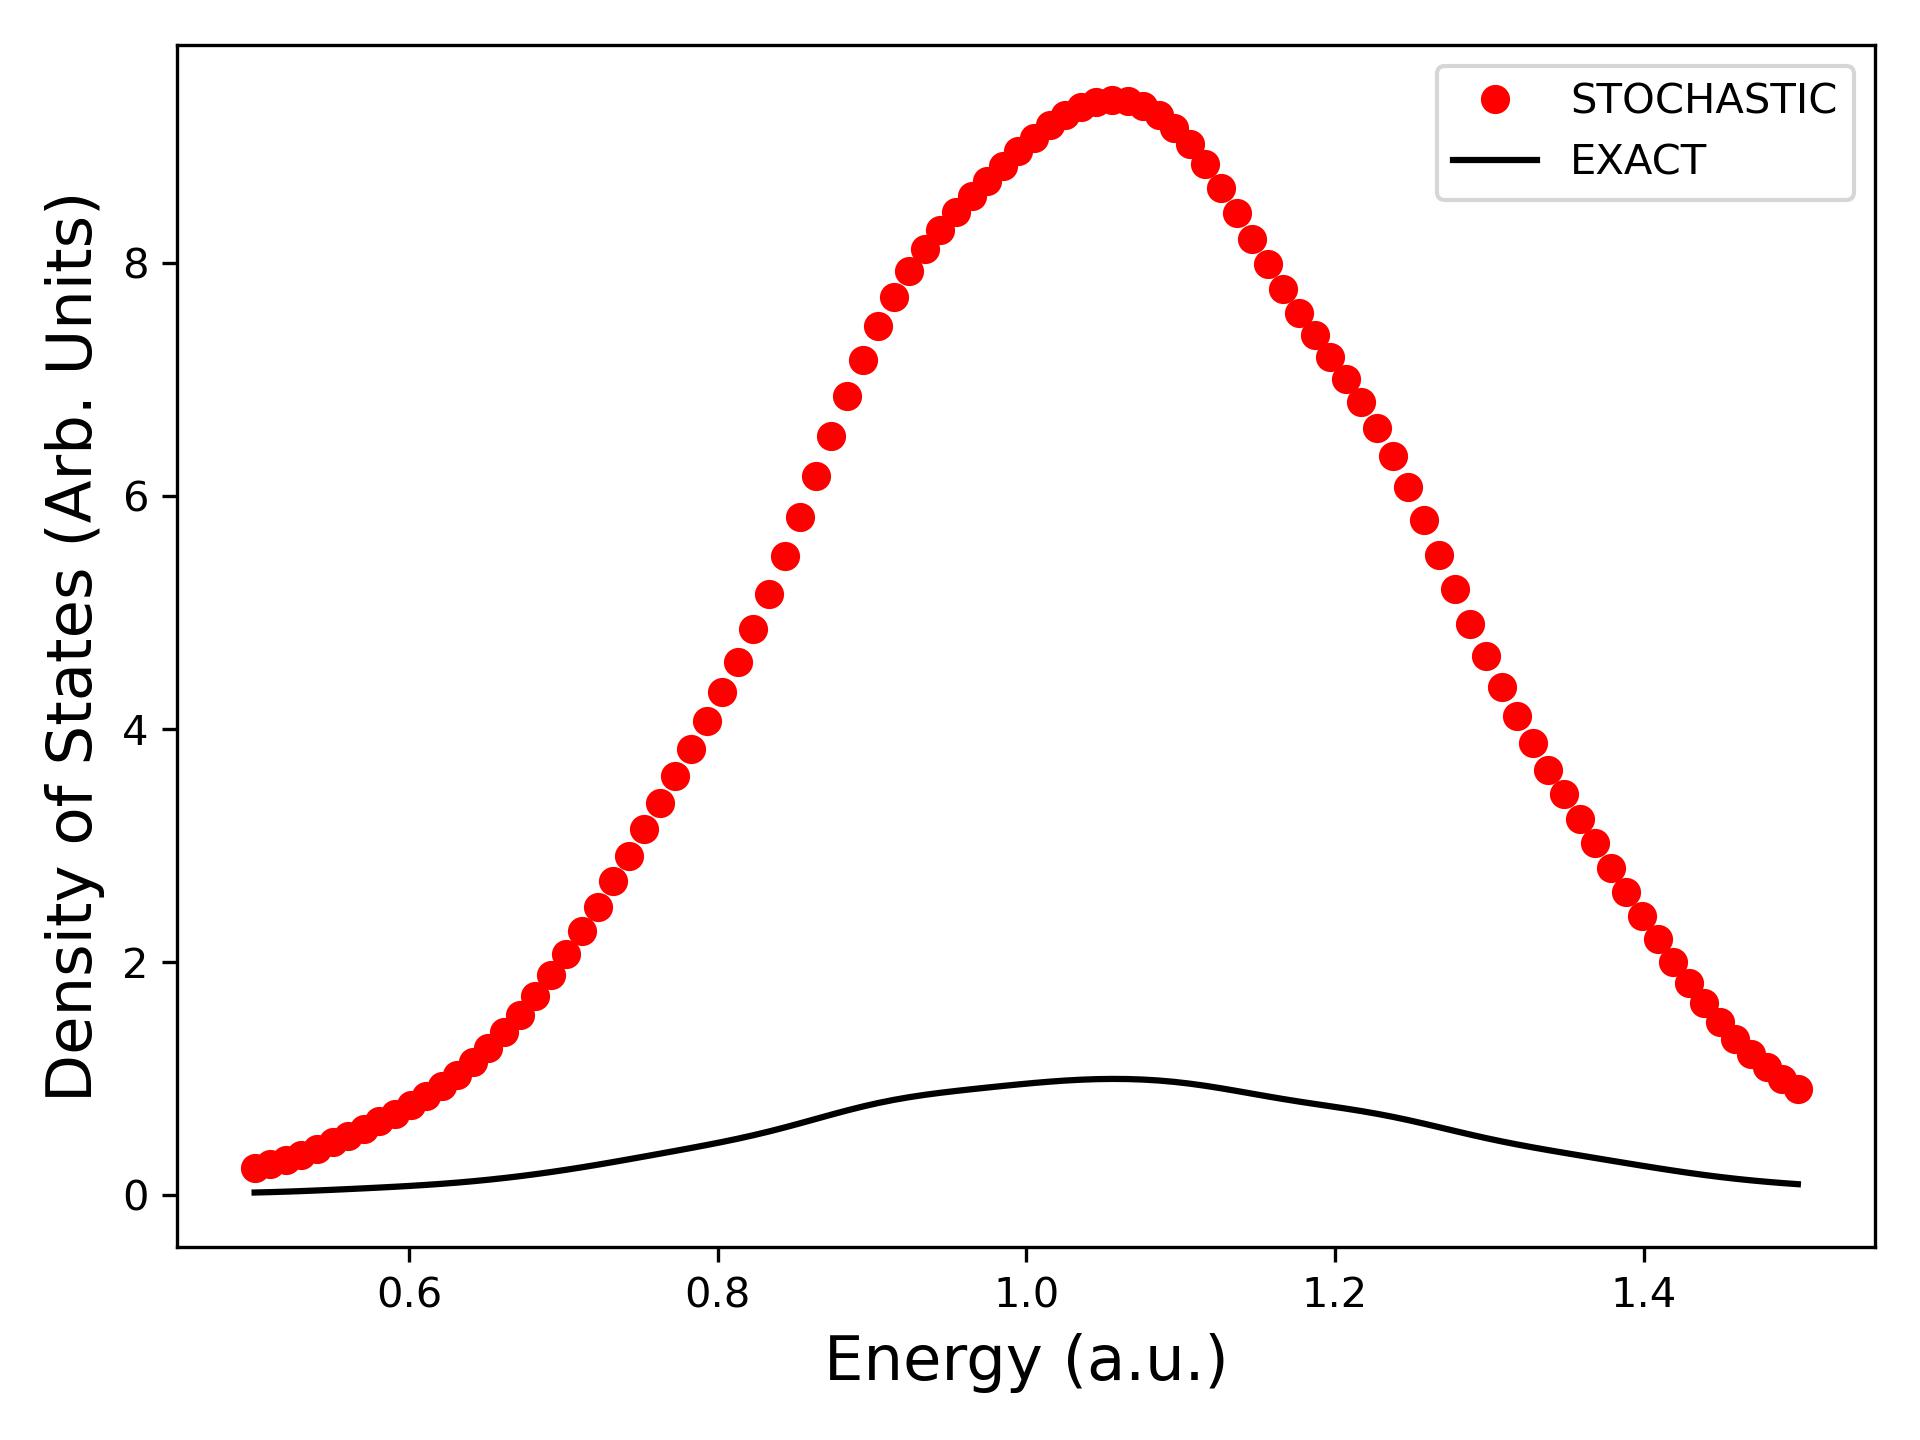 STOCHASTIC
EXACT
Density of States (Arb. Units)
8
6
4
2
0
0.6 0.8 1.0 1.2 1.4
Energy (a.u.)